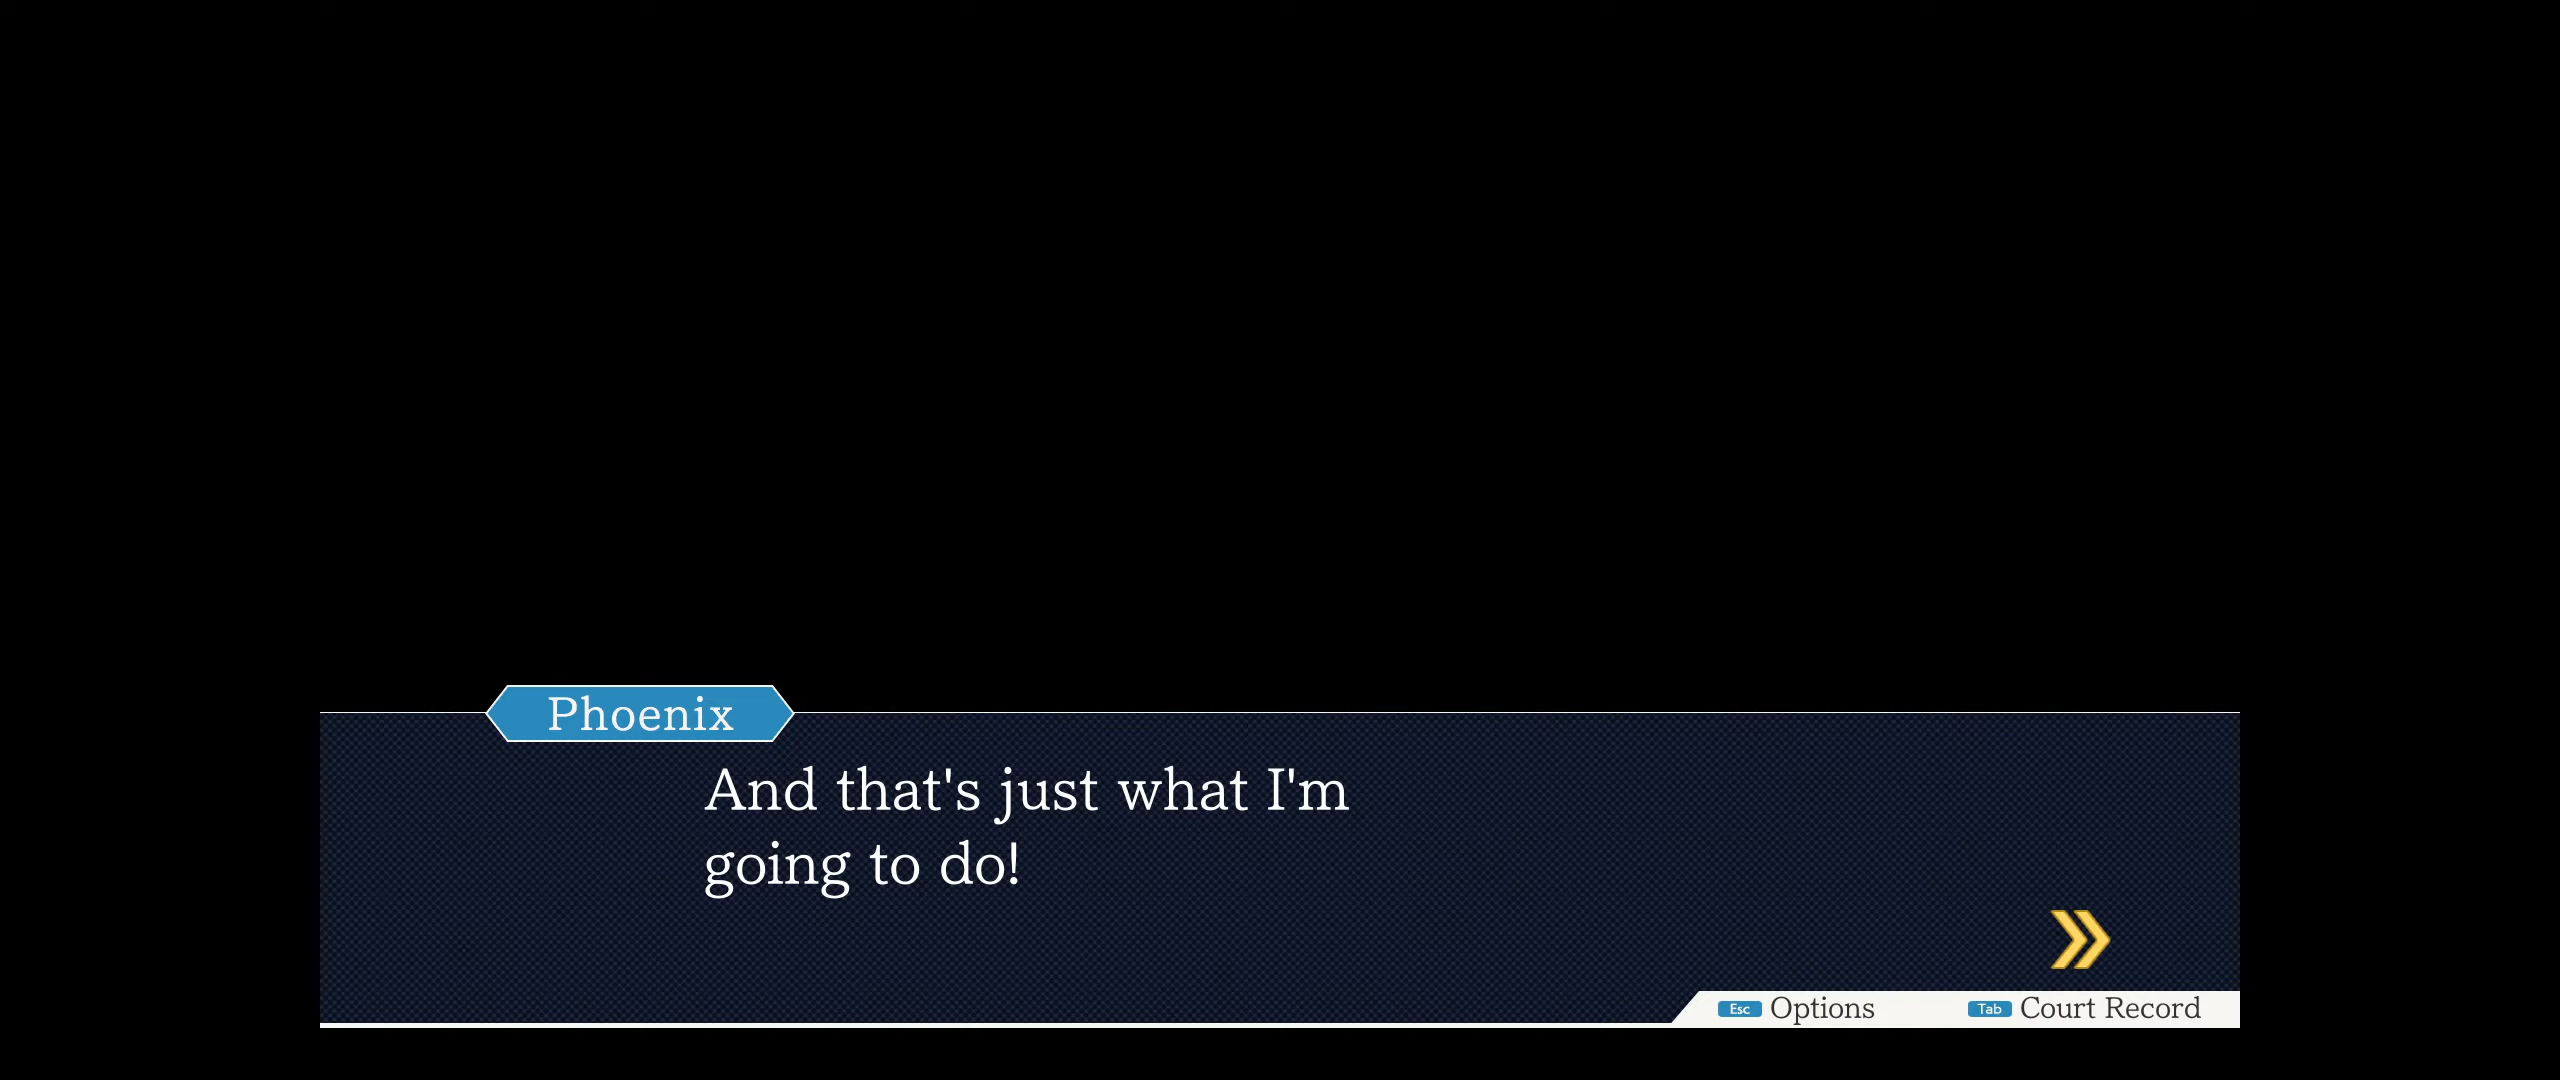 Phoenix
And that's just what I'm
going to do!
Esc Options Tab Court Record